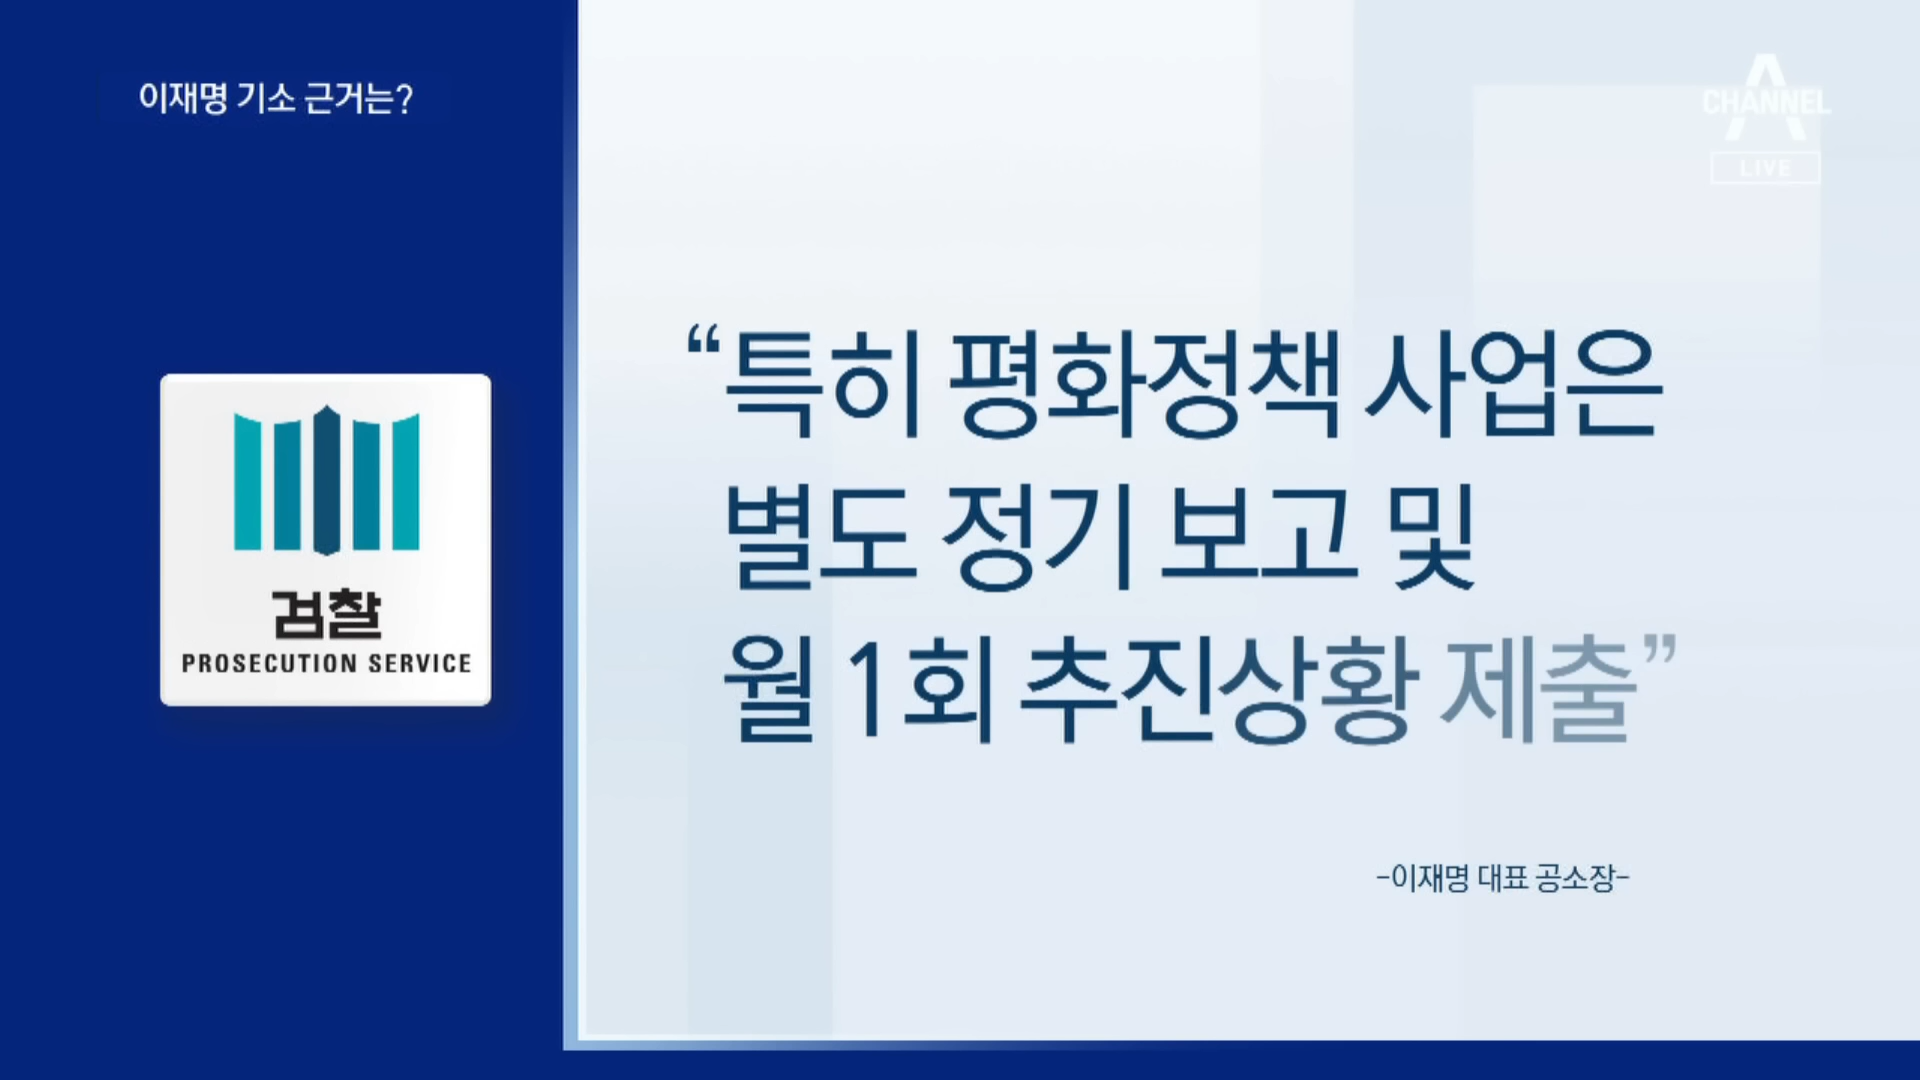 이재명 기소 근거는?
CHANNEL A
LIVE
“특히 평화정책 사업은
별도 정기 보고 및
월 1회 추진상황 제출”
검찰
PROSECUTION SERVICE
-이재명 대표 공소장-